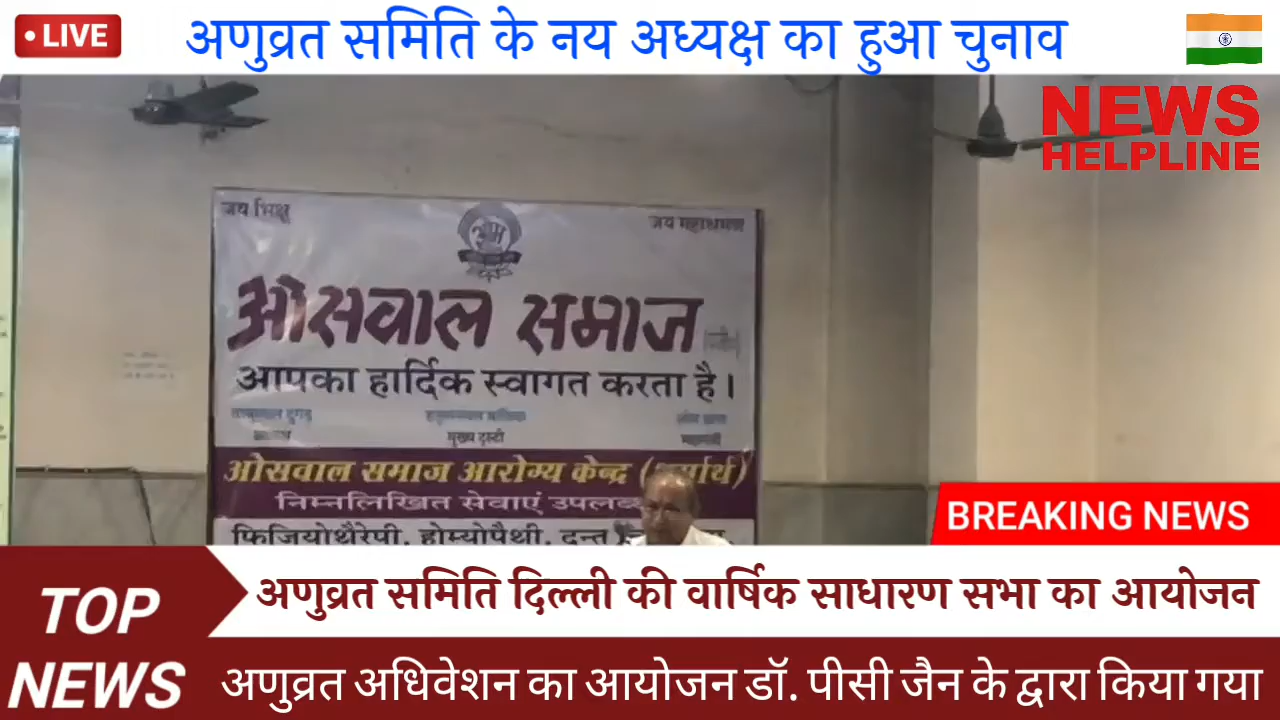 LIVE
अणुव्रत समिति के नय अध्यक्ष का हुआ चुनाव
NEWS
HELPLINE
जय भिक्षु
जय महाश्रमण
ओसवाल समाज
आपका हार्दिक स्वागत करता है।
मुख्य ट्रस्टी
ओसवाल समाज आरोग्य केन्द्र
निम्नलिखित सेवाएं
फिजियोथैरेपी, होम्योपैथी, दन्त
BREAKING NEWS
TOP
NEWS
अणुव्रत समिति दिल्ली की वार्षिक साधारण सभा का आयोजन
अणुव्रत अधिवेशन का आयोजन डॉ. पीसी जैन के द्वारा किया गया